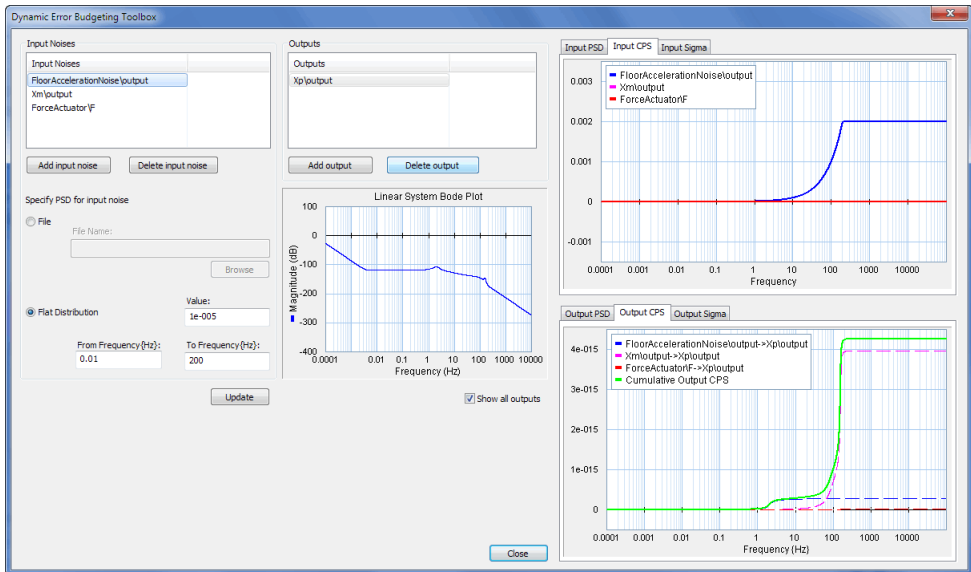 Dynamic Error Budgeting Toolbox
Input Noises
Input Noises
FloorAccelerationNoise\output
Xm\output
ForceActuator\F
Add input noise
Delete input noise
Specify PSD for input noise
File
File Name:
Browse
Flat Distribution
Value:
1e-005
From Frequency{Hz}:
To Frequency{Hz}:
0.01
200
Update
Outputs
Outputs
Xp\output
Add output
Delete output
Linear System Bode Plot
Magnitude (dB)
100
0
-100
-200
-300
-400
0.0001
0.01
0.1
1
10
100
1000
10000
Frequency (Hz)
Show all outputs
Close
Input PSD
Input CPS
Input Sigma
FloorAccelerationNoise\output
Xm\output
ForceActuator\F
0.003
0.002
0.001
0
-0.001
0.0001
0.001
0.01
0.1
1
10
100
1000
10000
Frequency
Output PSD
Output CPS
Output Sigma
FloorAccelerationNoise\output->Xp\output
Xm\output->Xp\output
ForceActuator\F->Xp\output
Cumulative Output CPS
4e-015
3e-015
2e-015
1e-015
0
0.0001
0.001
0.01
0.1
1
10
100
1000
10000
Frequency (Hz)